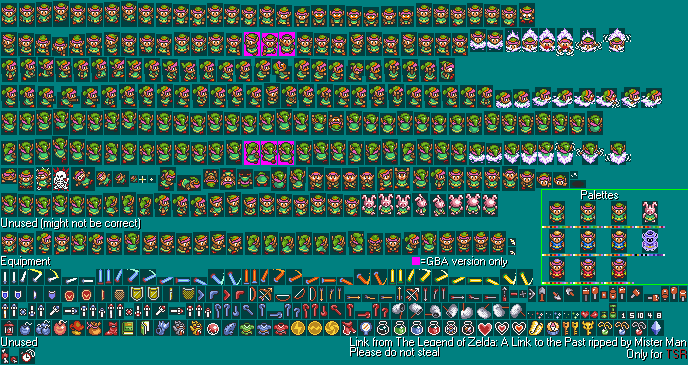 Palettes
Unused (might not be correct)
Equipment
=GBA version only
Unused
Link from The Legend of Zelda: A Link to the Past ripped by Mister Man
Please do not steal
Only for TSR